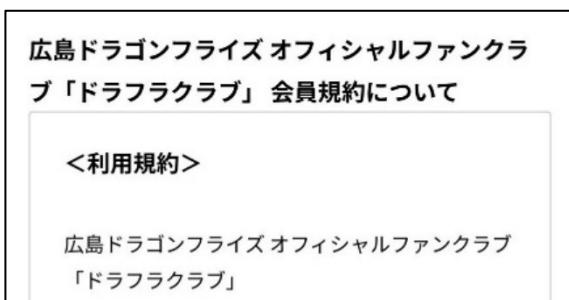 広島ドラゴンフライズ オフィシャルファンクラ
ブ「ドラフラクラブ」 会員規約について
＜利用規約＞
広島ドラゴンフライズ オフィシャルファンクラブ
「ドラフラクラブ」